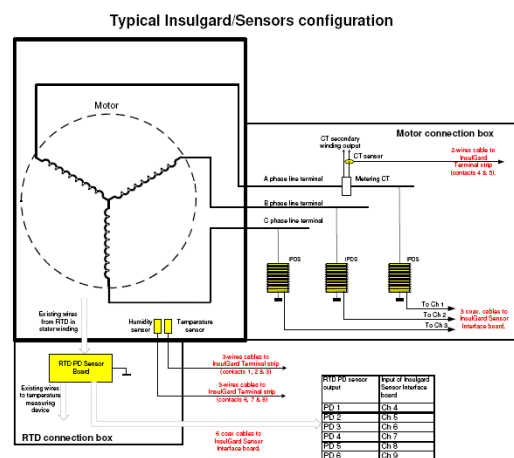 Typical Insulgard/Sensors configuration
Motor
Motor connection box
CT secondary
winding output
CT sensor
2-wires cable to
InsulGard
Terminal strip
(contacts 4 & 5).
A phase line terminal
Metering CT
B phase line terminal
C phase line terminal
IPDS
IPDS
IPDS
To Ch 1
To Ch 2
To Ch 3
3 coax. cables to
InsulGard Sensor
Interface board.
Existing wires
from RTD in
stator winding
Humidity
sensor
Temperature
sensor
RTD PD Sensor
Board
3-wires cables to
InsulGard Terminal strip
(contacts 1, 2 & 3)
3-wires cables to
InsulGard Terminal strip
(contacts 6, 7 & 8)
Existing wires
to temperature
measuring
device
RTD connection box
6 coax cables to
InsulGard Sensor
Interface board.
RTD PD sensor output
Input of Insulgard Sensor Interface board
PD 1 Ch 4
PD 2 Ch 5
PD 3 Ch 6
PD 4 Ch 7
PD 5 Ch 8
PD 6 Ch 9